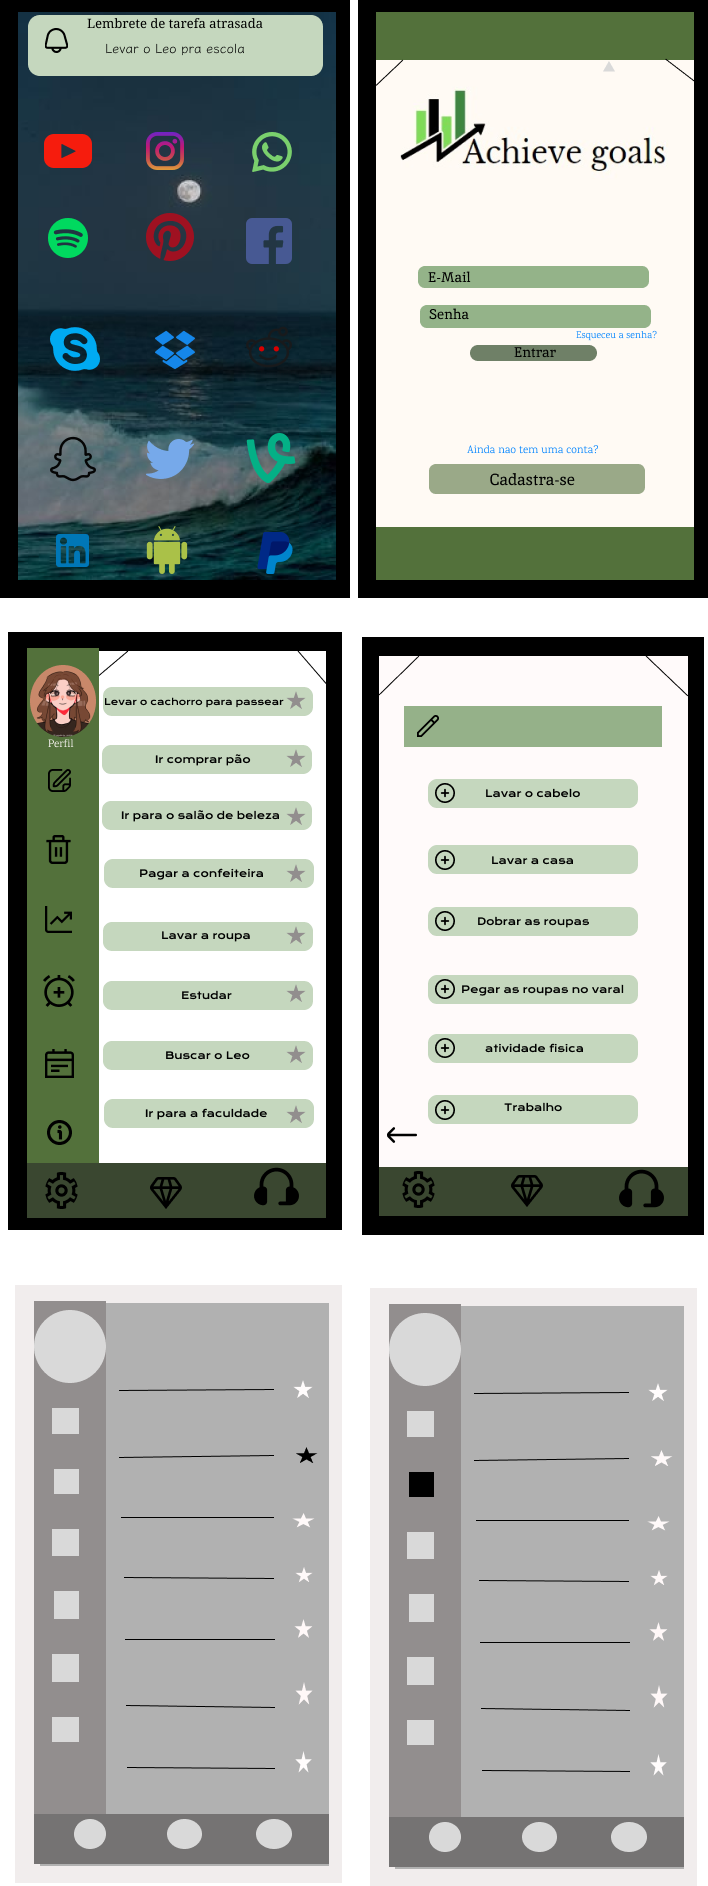 Lembrete de tarefa atrasada
Levar o Leo pra escola
Achieve goals
E-Mail
Senha
Esqueceu a senha?
Entrar
Ainda nao tem uma conta?
Cadastra-se
Perfil
Levar o cachorro para passear
Ir comprar pão
Ir para o salão de beleza
Pagar a confeiteira
Lavar a roupa
Estudar
Buscar o Leo
Ir para a faculdade
Lavar o cabelo
Lavar a casa
Dobrar as roupas
Pegar as roupas no varal
atividade fisica
Trabalho